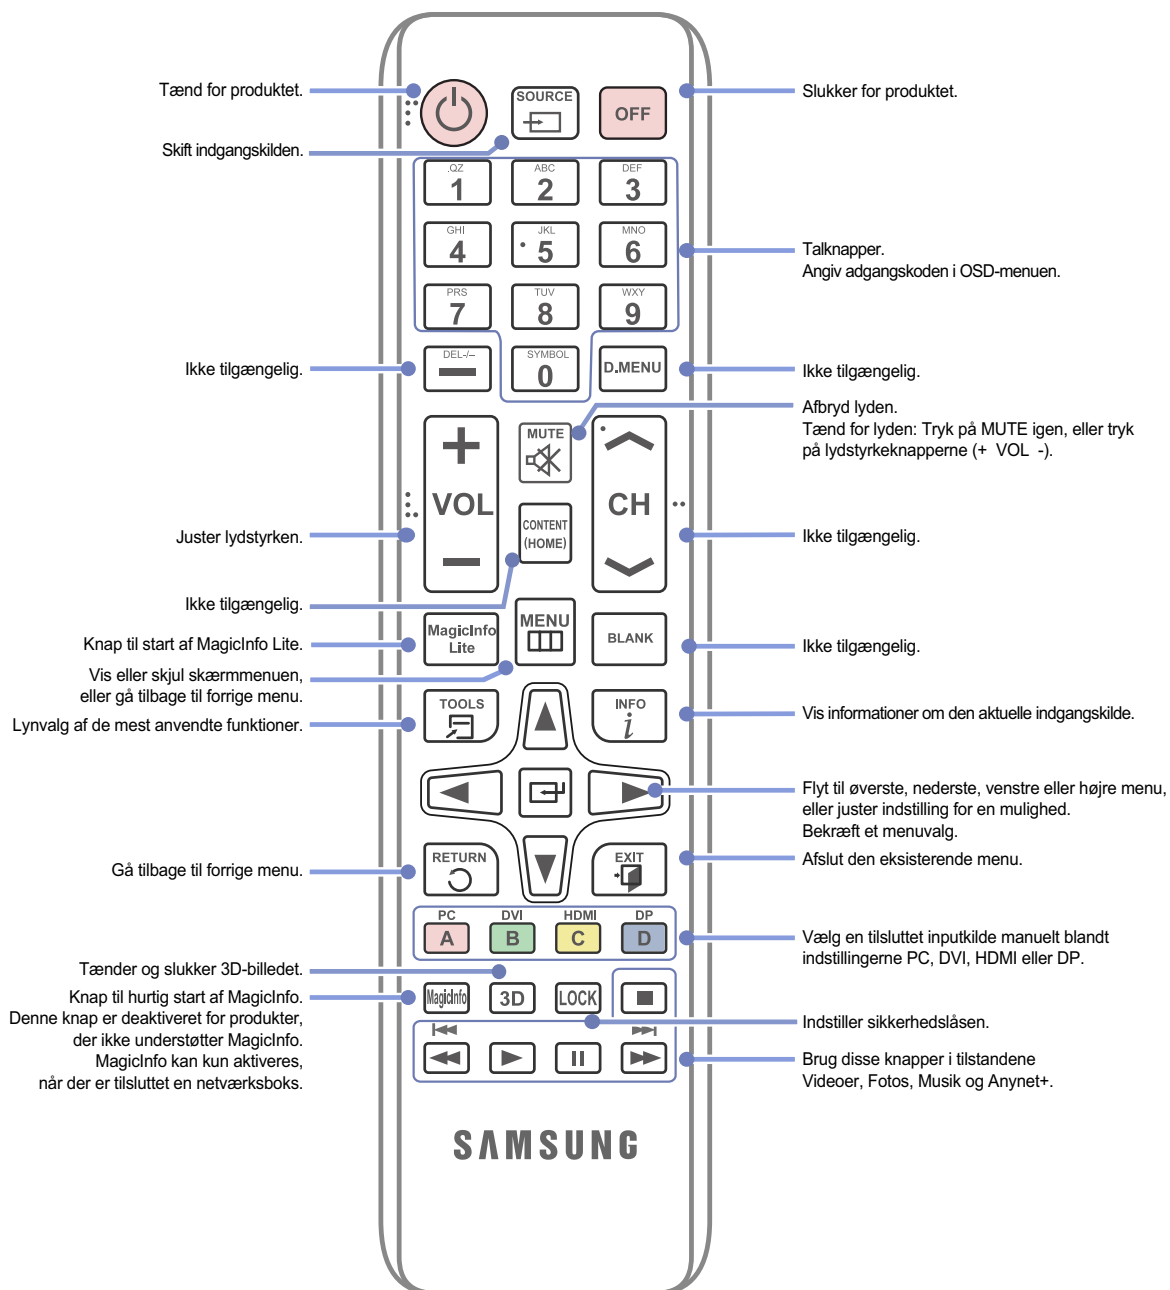 Tænd for produktet.
SOURCE
OFF
Slukker for produktet.
Skift indgangskilden.
.QZ
1
ABC
2
DEF
3
GHI
4
JKL
5
MNO
6
Talknapper.
Angiv adgangskoden i OSD-menuen.
PRS
7
TUV
8
WXY
9
Ikke tilgængelig.
DEL-/--
SYMBOL
0
D.MENU
Ikke tilgængelig.
Afbryd lyden.
Tænd for lyden: Tryk på MUTE igen, eller tryk
på lydstyrkeknapperne (+ VOL -).
MUTE
VOL
CH
Juster lydstyrken.
CONTENT
(HOME)
Ikke tilgængelig.
Ikke tilgængelig.
Knap til start af MagicInfo Lite.
MagicInfo
Lite
MENU
BLANK
Ikke tilgængelig.
Vis eller skjul skærmmenuen,
eller gå tilbage til forrige menu.
Lynvalg af de mest anvendte funktioner.
TOOLS
INFO
i
Vis informationer om den aktuelle indgangskilde.
Flyt til øverste, nederste, venstre eller højre menu,
eller juster indstilling for en mulighed.
Bekræft et menuvalg.
Gå tilbage til forrige menu.
RETURN
EXIT
Afslut den eksisterende menu.
PC
DVI
HDMI
DP
A
B
C
D
Vælg en tilsluttet inputkilde manuelt blandt
indstillingerne PC, DVI, HDMI eller DP.
Tænder og slukker 3D-billedet.
Knap til hurtig start af MagicInfo.
Denne knap er deaktiveret for produkter,
der ikke understøtter MagicInfo.
MagicInfo kan kun aktiveres,
når der er tilsluttet en netværksboks.
MagicInfo
3D
LOCK
Indstiller sikkerhedslåsen.
Brug disse knapper i tilstandene
Videoer, Fotos, Musik og Anynet+.
SAMSUNG